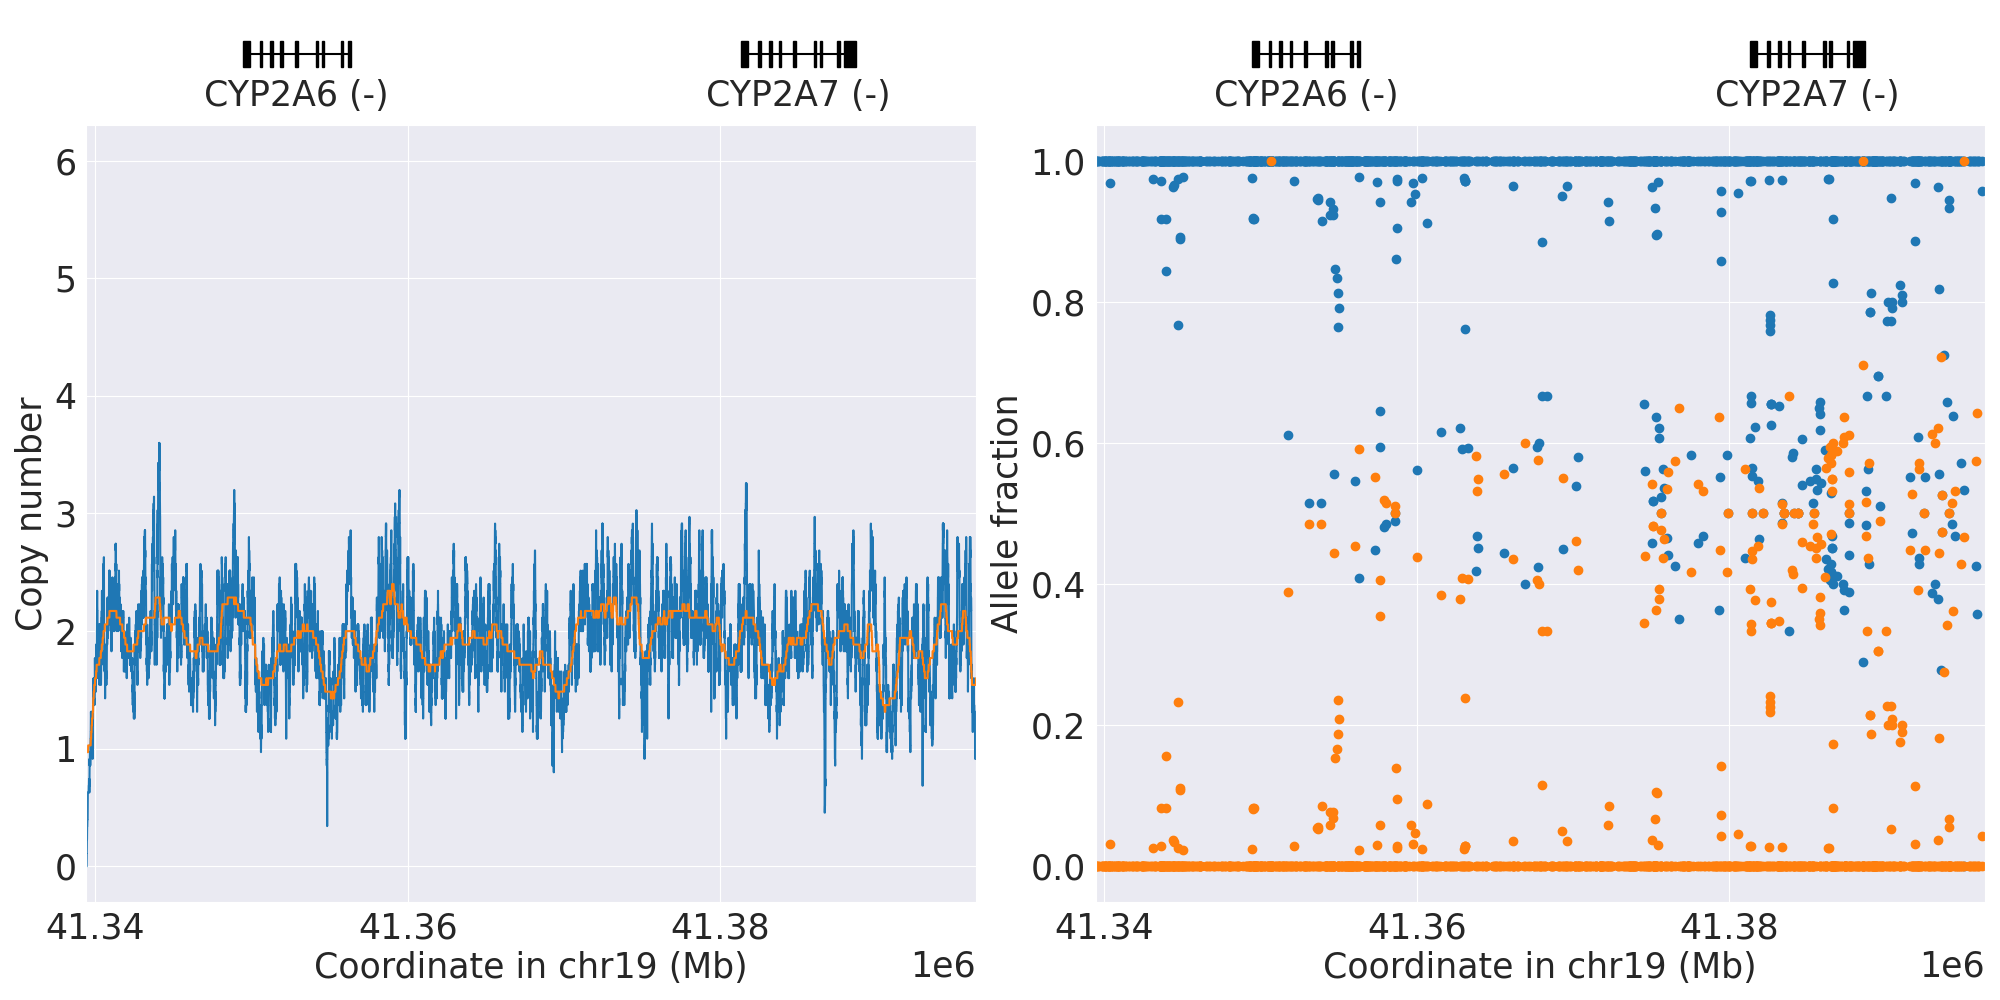 CYP2A6 (-) CYP2A7 (-) CYP2A6 (-) CYP2A7 (-)
Copy number
6
5
4
3
2
1
0
41.34 41.36 41.38
Coordinate in chr19 (Mb) 1e6
Allele fraction
1.0
0.8
0.6
0.4
0.2
0.0
41.34 41.36 41.38
Coordinate in chr19 (Mb) 1e6